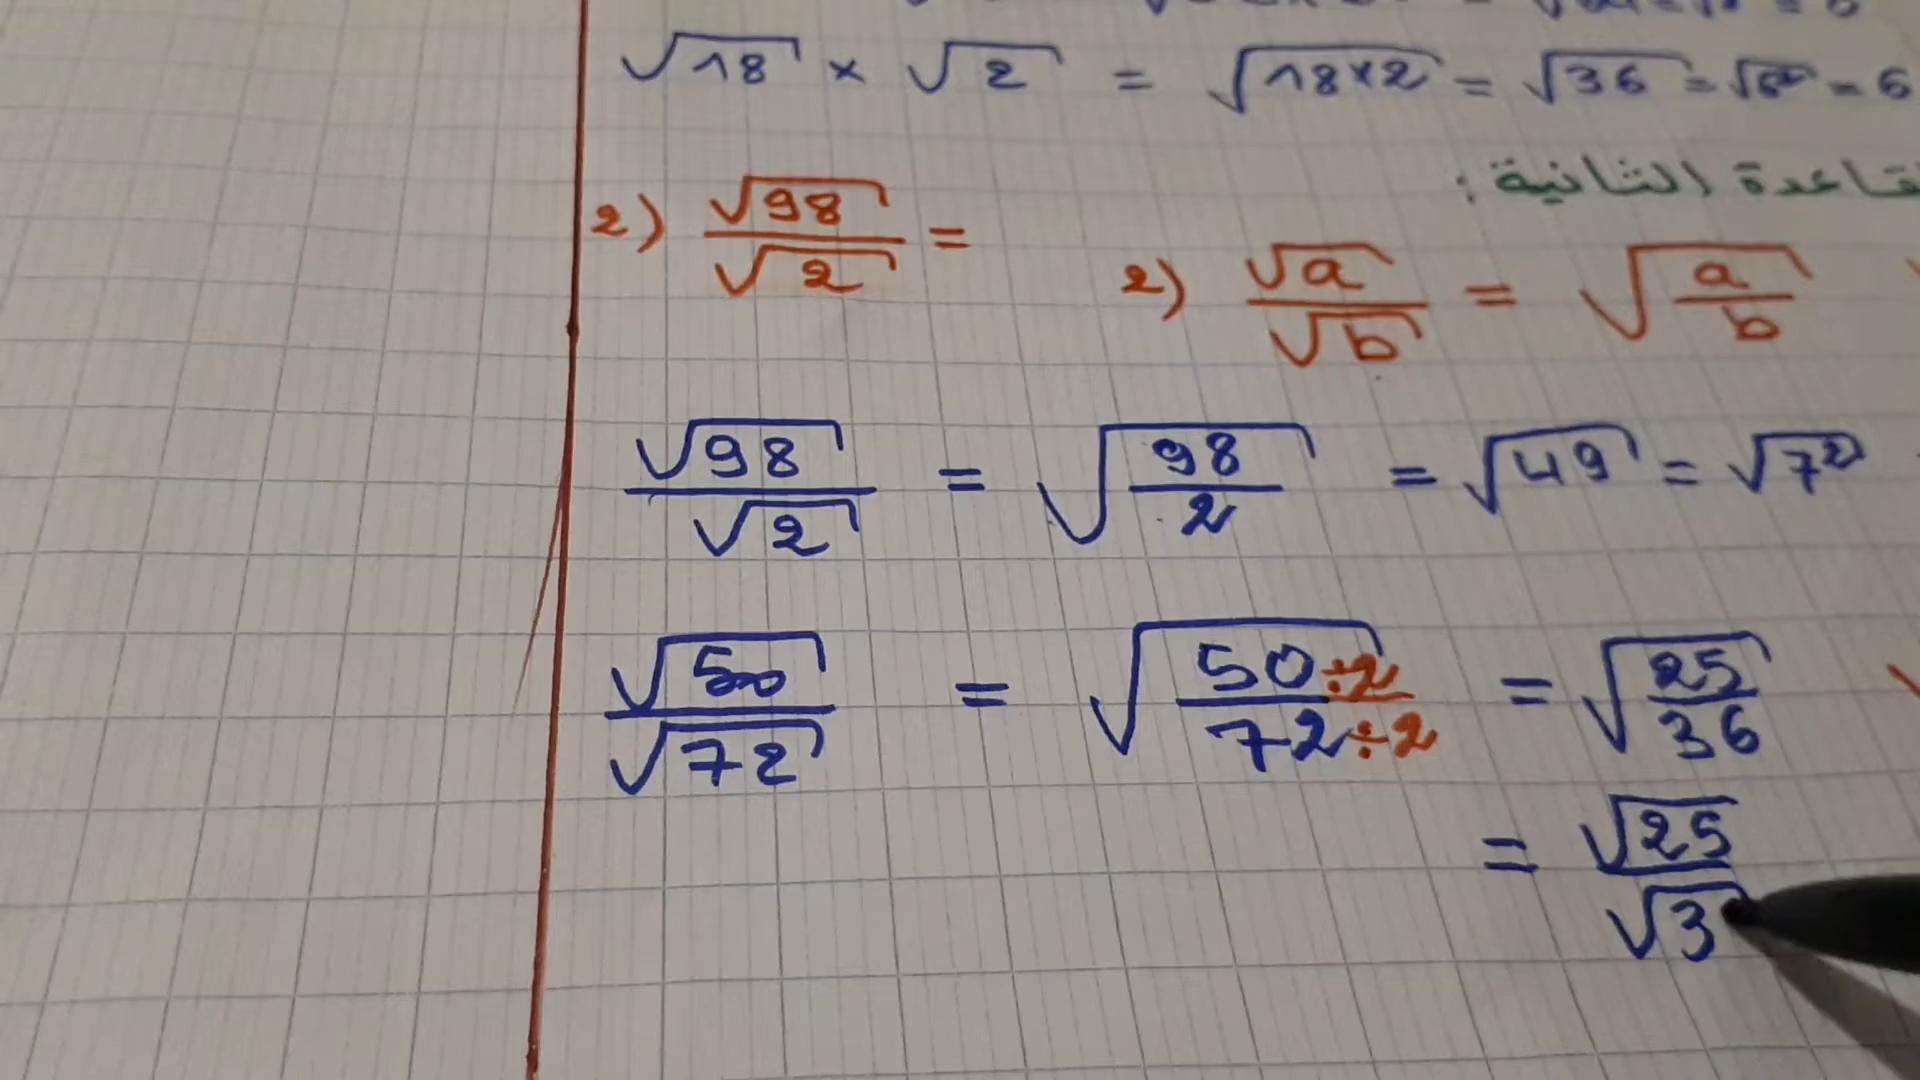 √18 × √2 = √(18×2) = √36 = √6² = 6
القاعدة الثانية :
2) √98/√2 =
2) √a/√b = √(a/b)
√98/√2 = √(98/2) = √49 = √7²
√50/√72 = √(50÷2/72÷2) = √(25/36)
= √25/√3